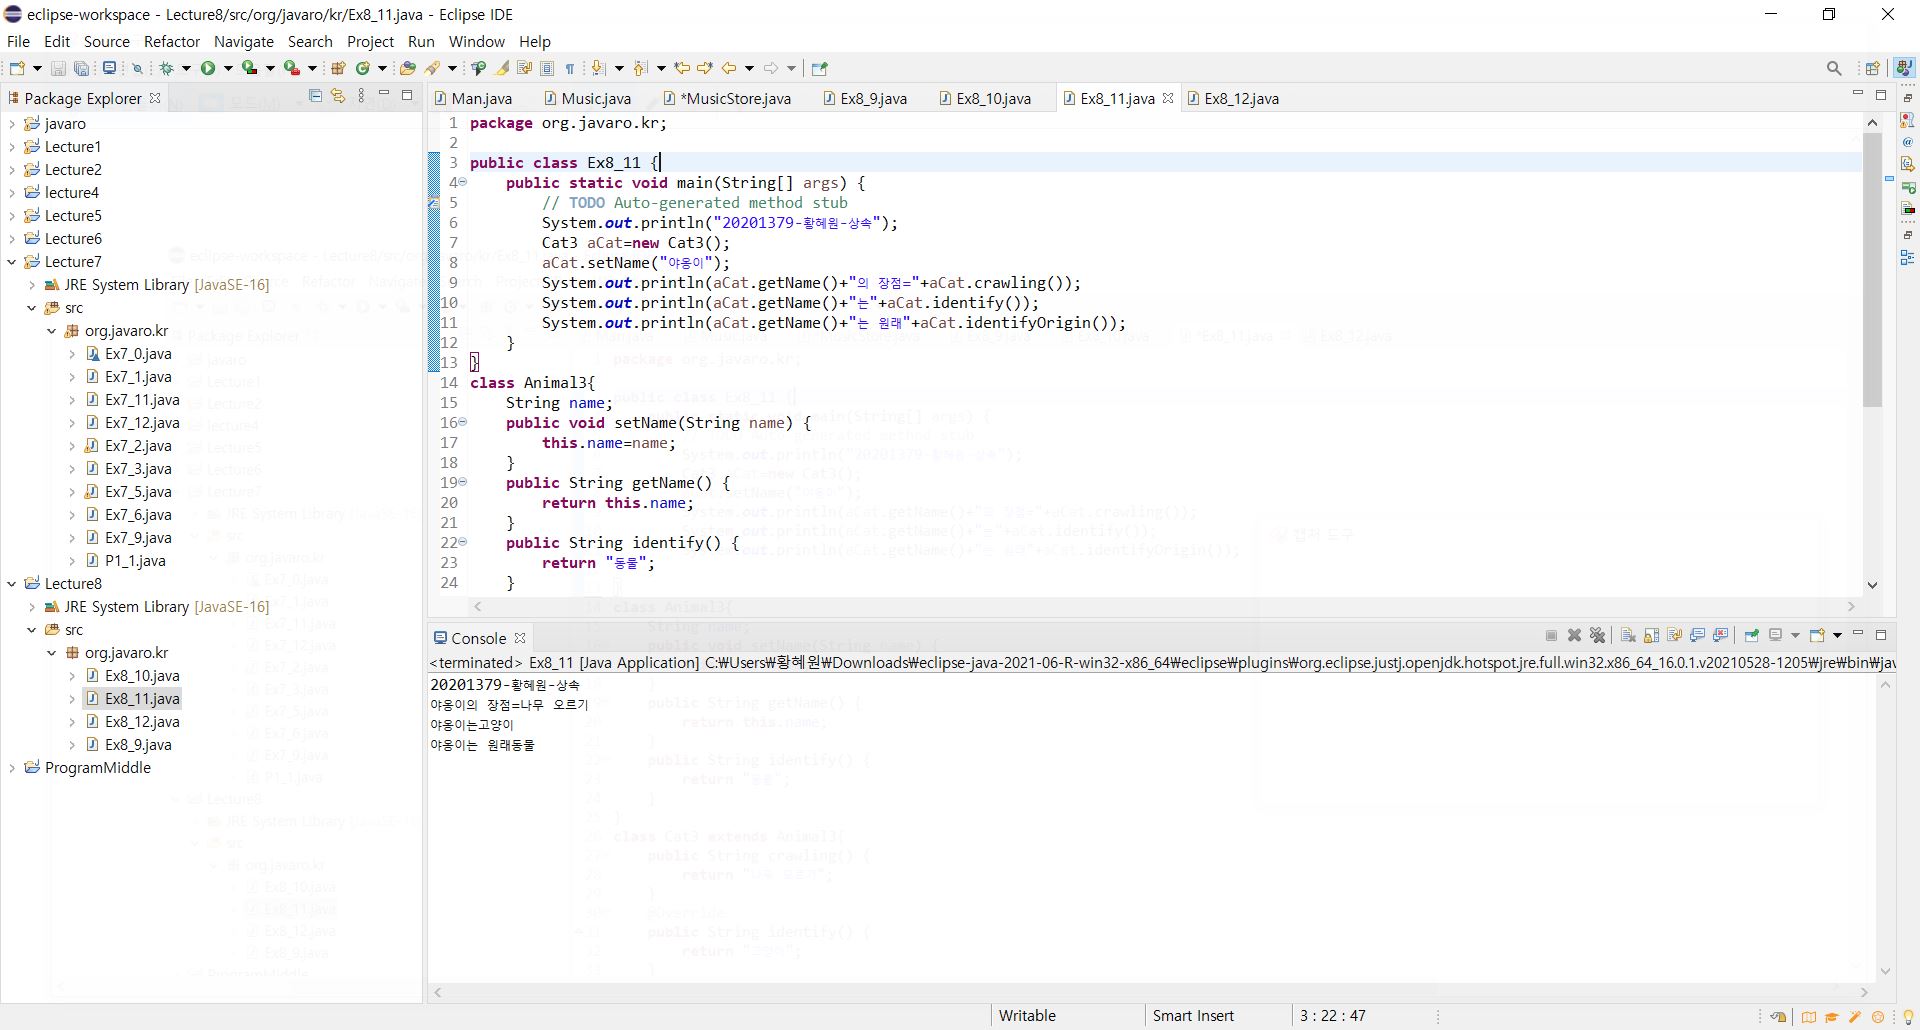 eclipse-workspace - Lecture8/src/org/javaro/kr/Ex8_11.java - Eclipse IDE
File Edit Source Refactor Navigate Search Project Run Window Help
Package Explorer
javaro
Lecture1
Lecture2
lecture4
Lecture5
Lecture6
Lecture7
JRE System Library [JavaSE-16]
src
org.javaro.kr
Ex7_0.java
Ex7_1.java
Ex7_11.java
Ex7_12.java
Ex7_2.java
Ex7_3.java
Ex7_5.java
Ex7_6.java
Ex7_9.java
P1_1.java
Lecture8
JRE System Library [JavaSE-16]
src
org.javaro.kr
Ex8_10.java
Ex8_11.java
Ex8_12.java
Ex8_9.java
ProgramMiddle
Man.java Music.java *MusicStore.java Ex8_9.java Ex8_10.java Ex8_11.java Ex8_12.java
1 package org.javaro.kr;
2
3 public class Ex8_11 {
4 public static void main(String[] args) {
5 // TODO Auto-generated method stub
6 System.out.println("20201379-황혜원-상속");
7 Cat3 aCat=new Cat3();
8 aCat.setName("야옹이");
9 System.out.println(aCat.getName()+"의 장점="+aCat.crawling());
10 System.out.println(aCat.getName()+"는"+aCat.identify());
11 System.out.println(aCat.getName()+"는 원래"+aCat.identifyOrigin());
12 }
13 }
14 class Animal3{
15 String name;
16 public void setName(String name) {
17 this.name=name;
18 }
19 public String getName() {
20 return this.name;
21 }
22 public String identify() {
23 return "동물";
24 }
Console
<terminated> Ex8_11 [Java Application] C:₩Users₩황혜원₩Downloads₩eclipse-java-2021-06-R-win32-x86_64₩eclipse₩plugins₩org.eclipse.justj.openjdk.hotspot.jre.full.win32.x86_64_16.0.1.v20210528-1205₩jre₩bin₩jav
20201379-황혜원-상속
야옹이의 장점=나무 오르기
야옹이는고양이
야옹이는 원래동물
Writable Smart Insert 3 : 22 : 47